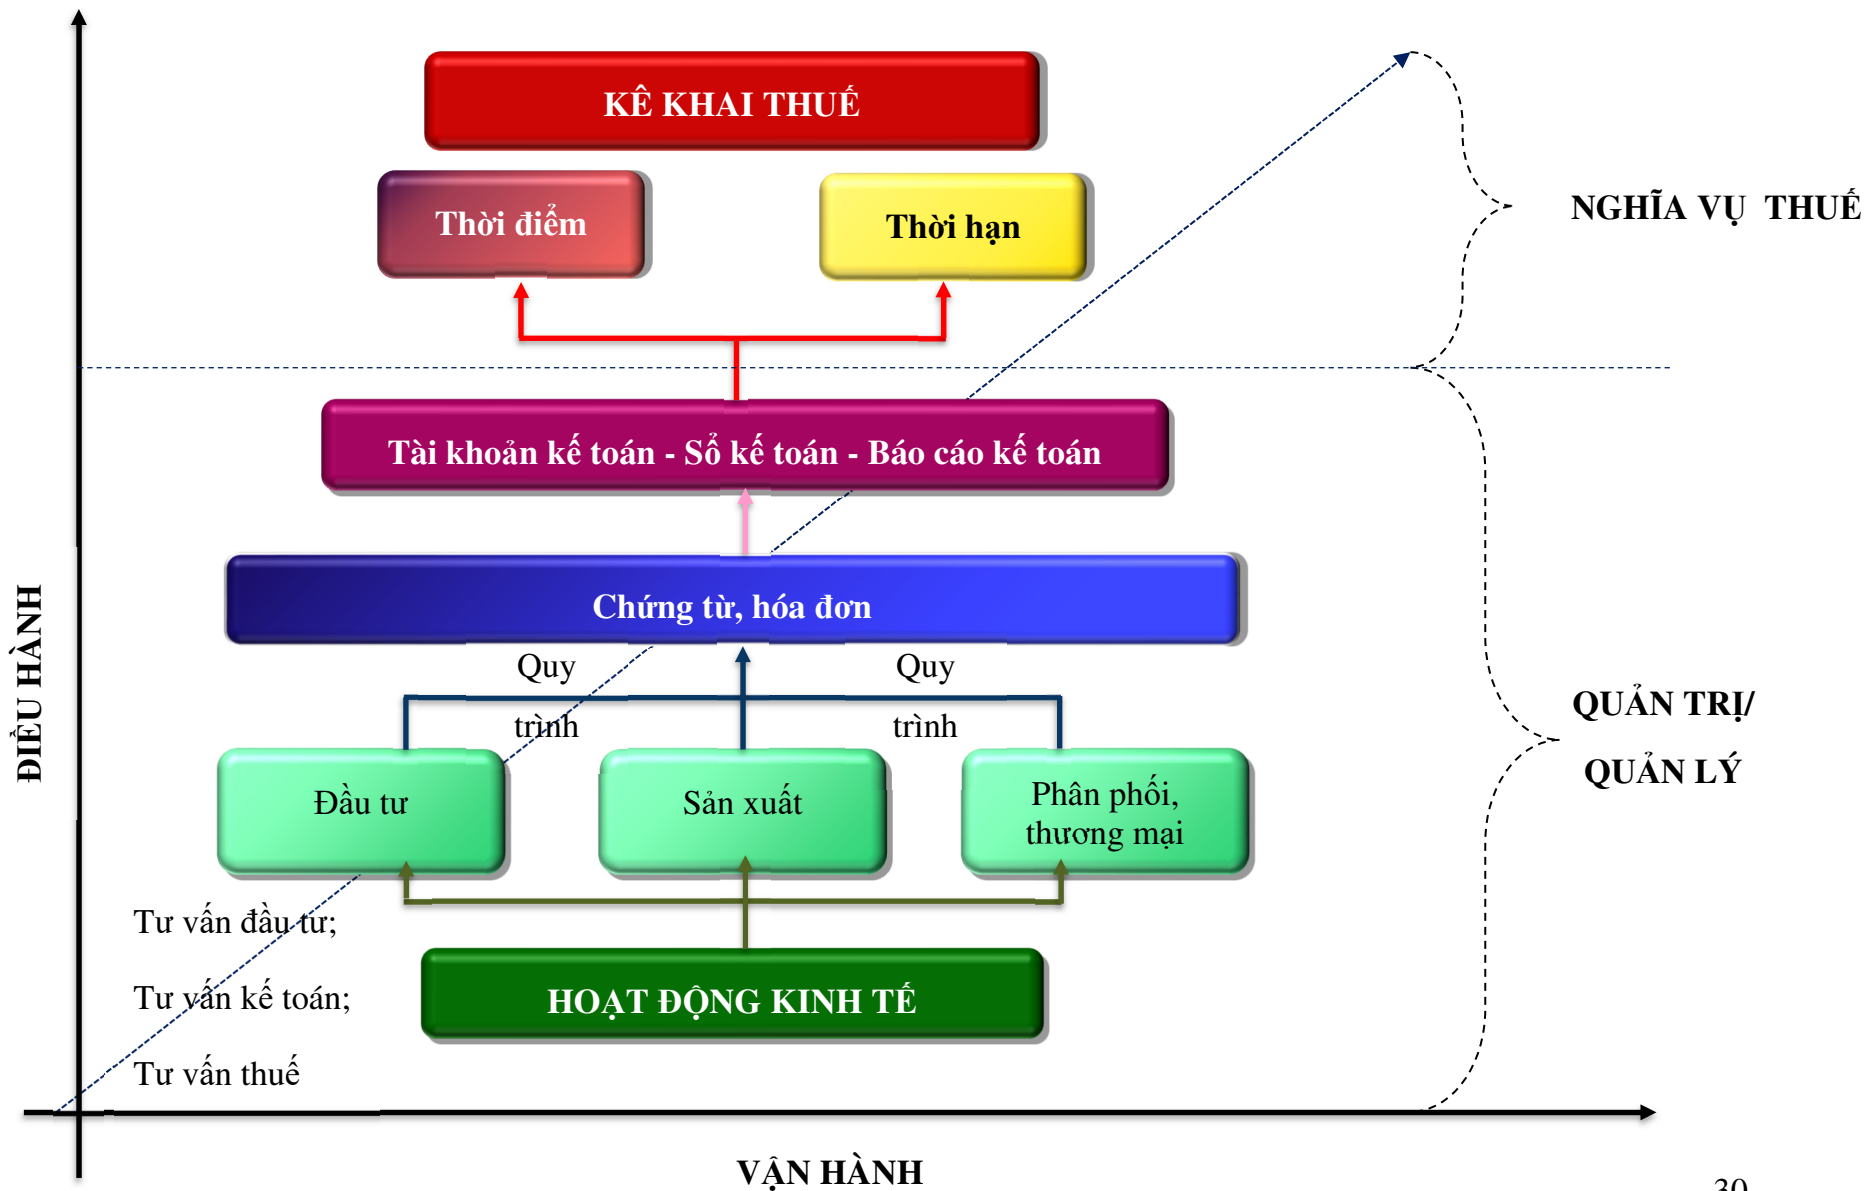 KÊ KHAI THUẾ
Thời điểm
Thời hạn
NGHĨA VỤ THUẾ
Tài khoản kế toán - Sổ kế toán - Báo cáo kế toán
Chứng từ, hóa đơn
Quy
trình
Quy
trình
Đầu tư
Sản xuất
Phân phối,
thương mại
QUẢN TRỊ/
QUẢN LÝ
ĐIỀU HÀNH
Tư vấn đầu tư;
Tư vấn kế toán;
Tư vấn thuế
HOẠT ĐỘNG KINH TẾ
VẬN HÀNH
30